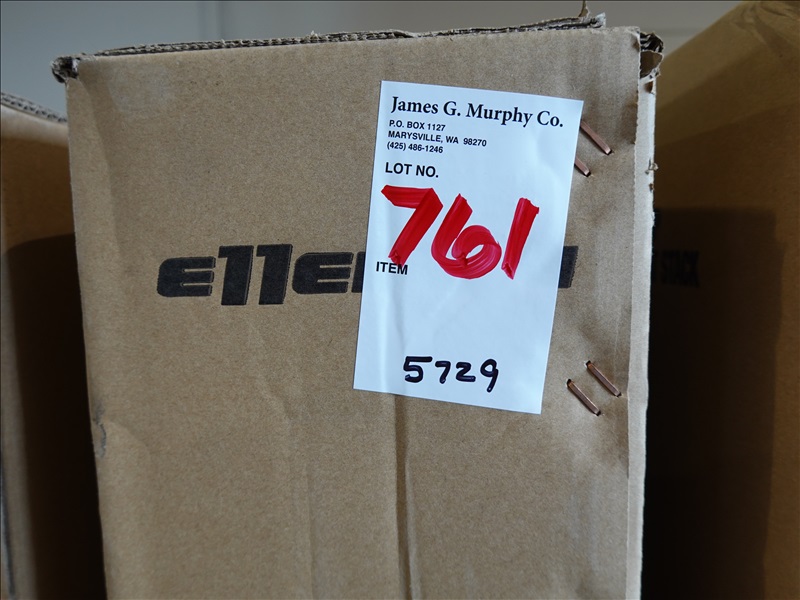 James G. Murphy Co.
P.O. BOX 1127
MARYSVILLE, WA 98270
(425) 486-1246
LOT NO.
761
ITEM
5729